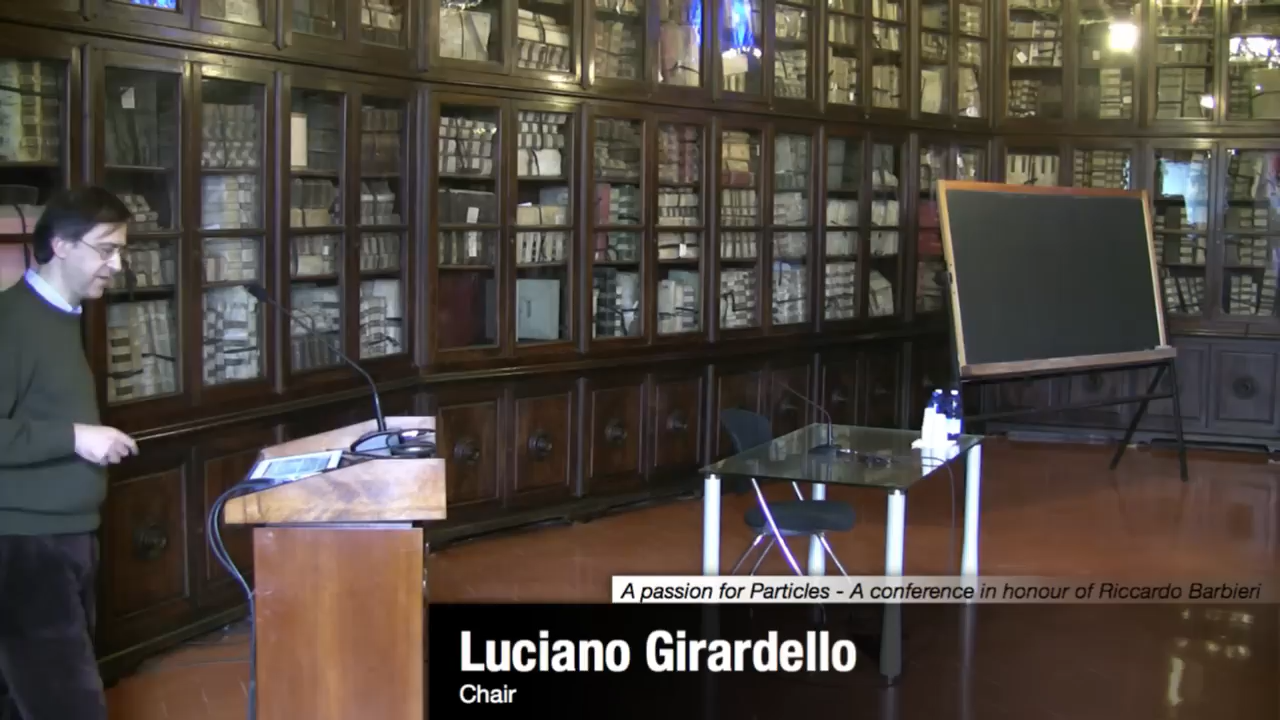 A passion for Particles - A conference in honour of Riccardo Barbieri
Luciano Girardello
Chair